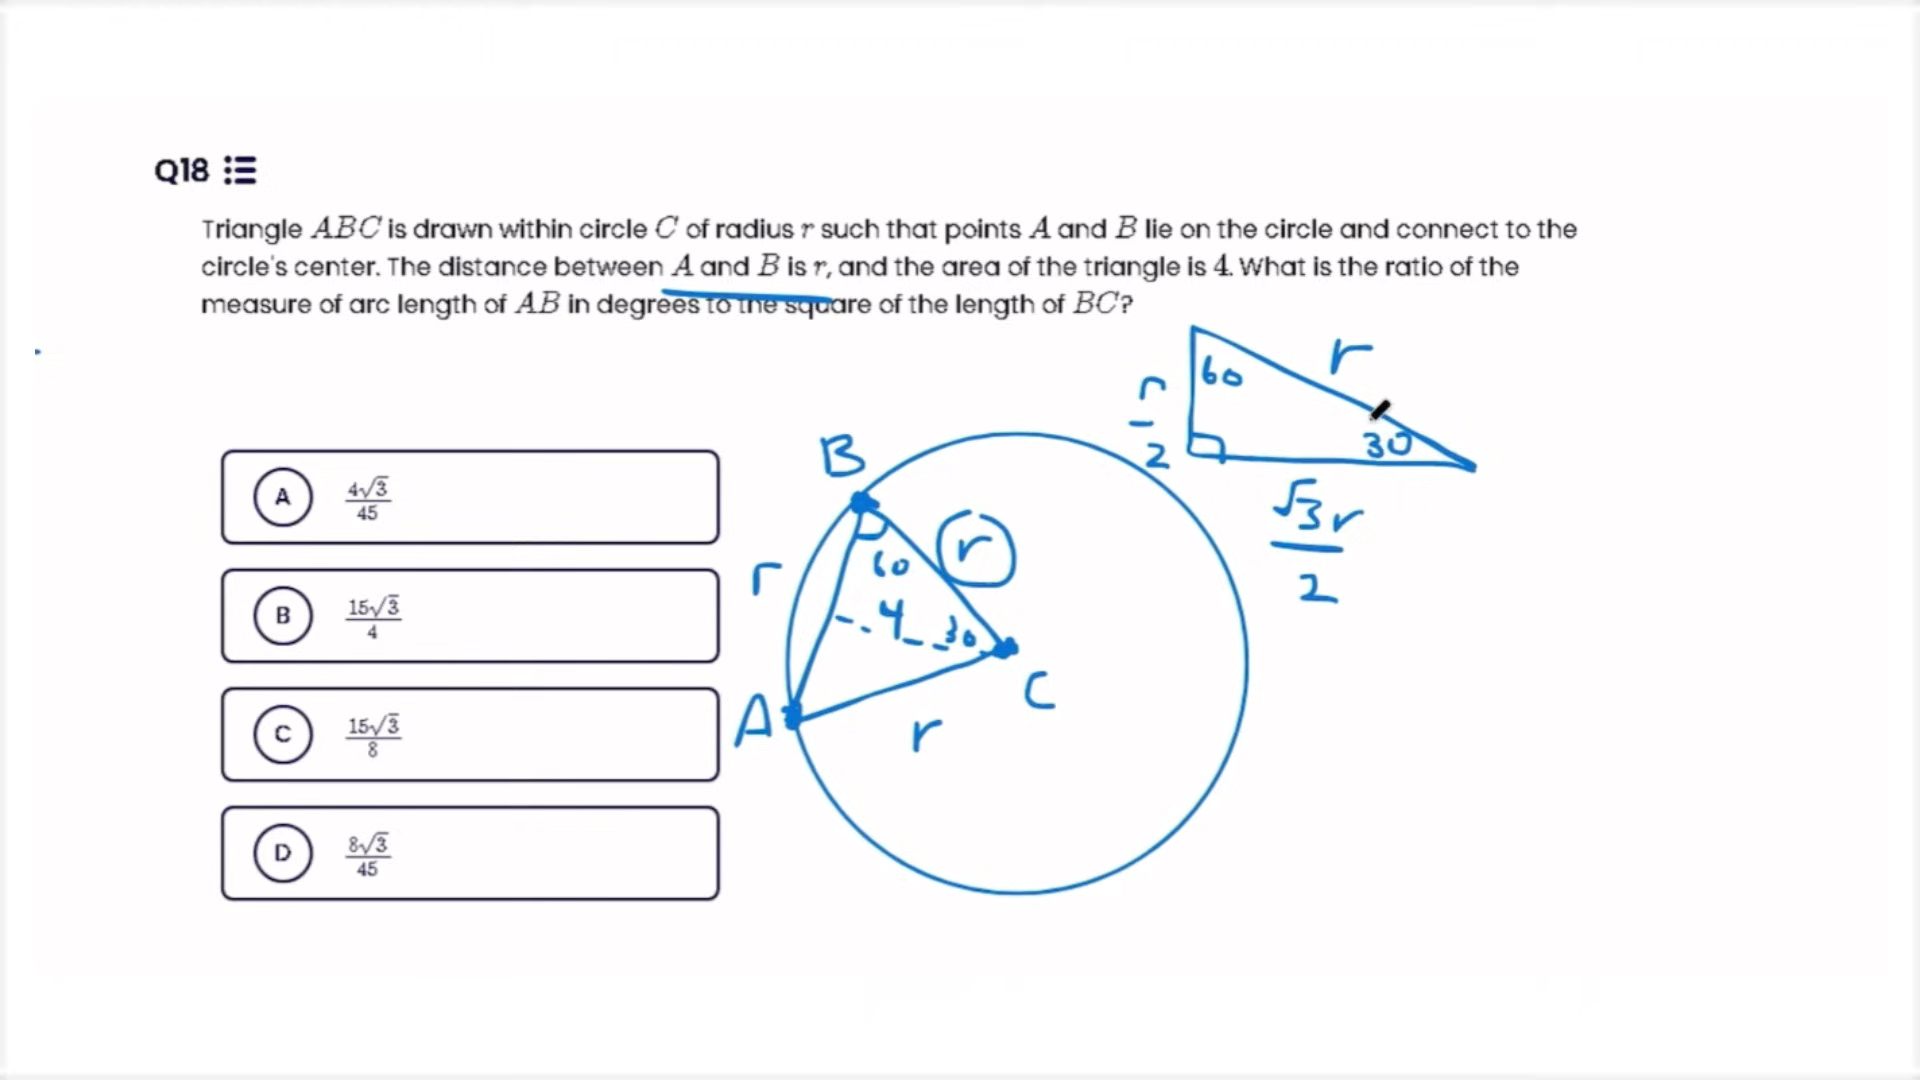 Q18
Triangle ABC is drawn within circle C of radius r such that points A and B lie on the circle and connect to the
circle's center. The distance between A and B is r, and the area of the triangle is 4. What is the ratio of the
measure of arc length of AB in degrees to the square of the length of BC?
r
60
r/2
30
√3r/2
A 4√3/45
B 15√3/4
C 15√3/8
D 8√3/45
B
r
60
r
4
30
C
A
r